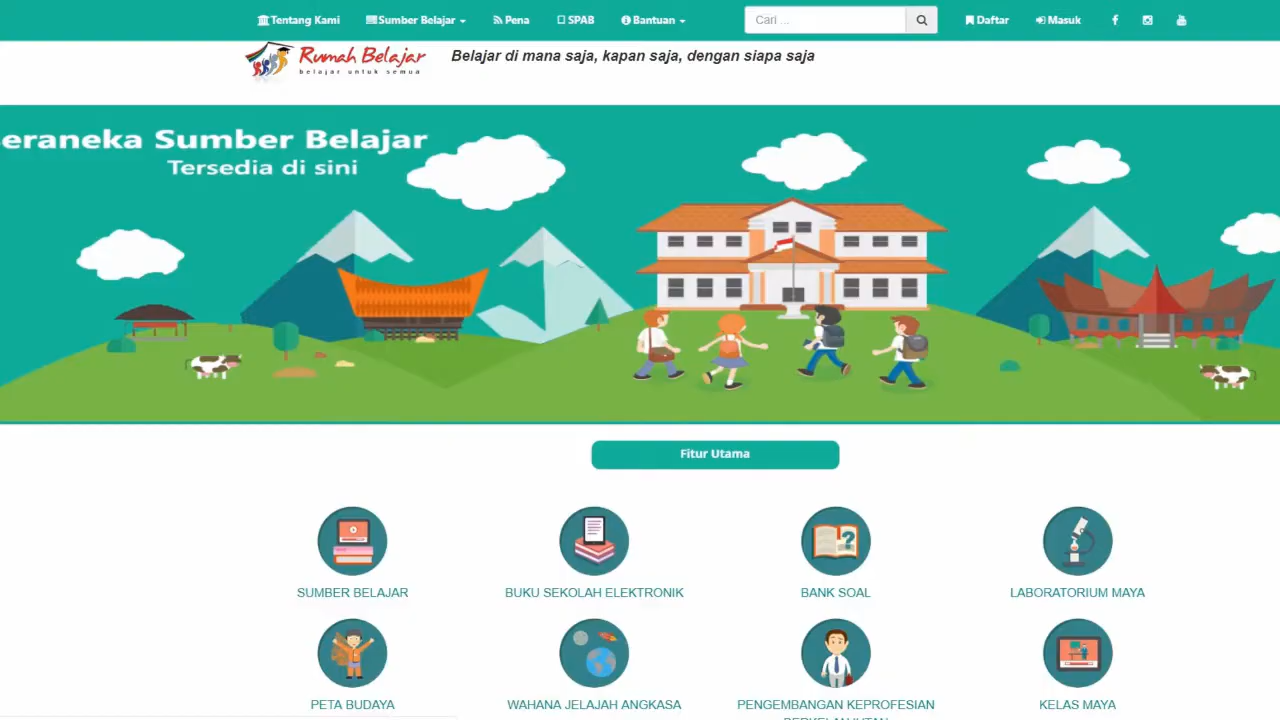 Tentang Kami Sumber Belajar Pena SPAB Bantuan Cari ... Daftar Masuk
Rumah Belajar
belajar untuk semua
Belajar di mana saja, kapan saja, dengan siapa saja
eraneka Sumber Belajar
Tersedia di sini
Fitur Utama
SUMBER BELAJAR
BUKU SEKOLAH ELEKTRONIK
BANK SOAL
LABORATORIUM MAYA
PETA BUDAYA
WAHANA JELAJAH ANGKASA
PENGEMBANGAN KEPROFESIAN
BERKELANJUTAN
KELAS MAYA